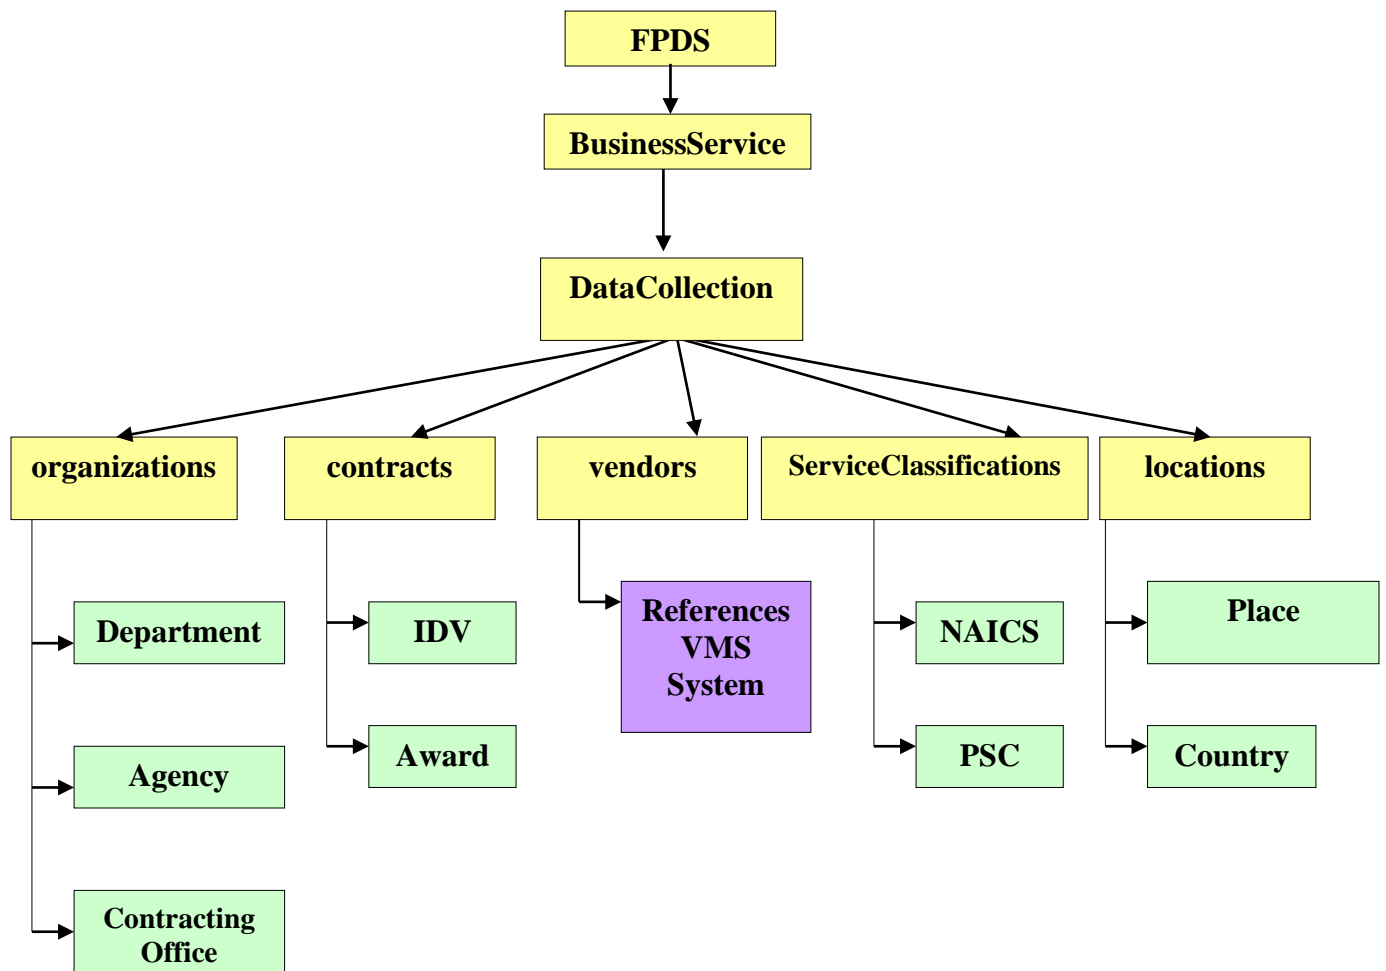 FPDS
BusinessService
DataCollection
organizations
contracts
vendors
ServiceClassifications
locations
Department
IDV
References
VMS
System
NAICS
Place
Agency
Award
PSC
Country
Contracting
Office